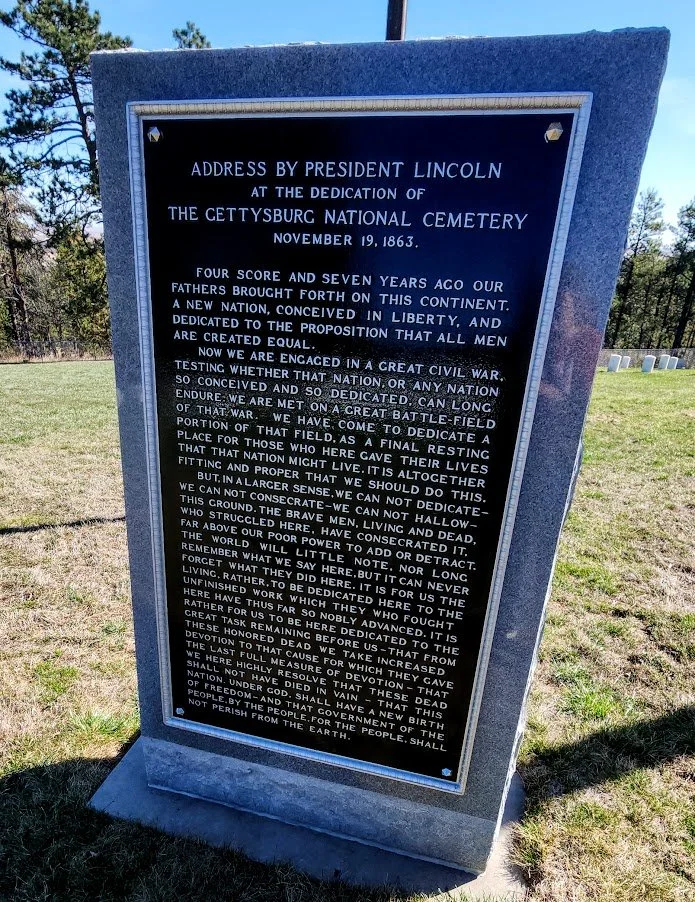 ADDRESS BY PRESIDENT LINCOLN
AT THE DEDICATION OF
THE GETTYSBURG NATIONAL CEMETERY
NOVEMBER 19, 1863.
FOUR SCORE AND SEVEN YEARS AGO OUR
FATHERS BROUGHT FORTH ON THIS CONTINENT.
A NEW NATION, CONCEIVED IN LIBERTY, AND
DEDICATED TO THE PROPOSITION THAT ALL MEN
ARE CREATED EQUAL.
NOW WE ARE ENGAGED IN A GREAT CIVIL WAR,
TESTING WHETHER THAT NATION, OR ANY NATION
SO CONCEIVED AND SO DEDICATED, CAN LONG
ENDURE. WE ARE MET ON A GREAT BATTLE-FIELD
OF THAT WAR. WE HAVE COME TO DEDICATE A
PORTION OF THAT FIELD, AS A FINAL RESTING
PLACE FOR THOSE WHO HERE GAVE THEIR LIVES
THAT THAT NATION MIGHT LIVE. IT IS ALTOGETHER
FITTING AND PROPER THAT WE SHOULD DO THIS.
BUT, IN A LARGER SENSE, WE CAN NOT DEDICATE-
WE CAN NOT CONSECRATE-WE CAN NOT HALLOW-
THIS GROUND. THE BRAVE MEN, LIVING AND DEAD,
WHO STRUGGLED HERE, HAVE CONSECRATED IT,
FAR ABOVE OUR POOR POWER TO ADD OR DETRACT.
THE WORLD WILL LITTLE NOTE, NOR LONG
REMEMBER WHAT WE SAY HERE, BUT IT CAN NEVER
FORGET WHAT THEY DID HERE. IT IS FOR US THE
LIVING, RATHER, TO BE DEDICATED HERE TO THE
UNFINISHED WORK WHICH THEY WHO FOUGHT
HERE HAVE THUS FAR SO NOBLY ADVANCED. IT IS
RATHER FOR US TO BE HERE DEDICATED TO THE
GREAT TASK REMAINING BEFORE US-THAT FROM
THESE HONORED DEAD WE TAKE INCREASED
DEVOTION TO THAT CAUSE FOR WHICH THEY GAVE
THE LAST FULL MEASURE OF DEVOTION - THAT
WE HERE HIGHLY RESOLVE THAT THESE DEAD
SHALL NOT HAVE DIED IN VAIN - THAT THIS
NATION, UNDER GOD, SHALL HAVE A NEW BIRTH
OF FREEDOM-AND THAT GOVERNMENT OF THE
PEOPLE, BY THE PEOPLE, FOR THE PEOPLE, SHALL
NOT PERISH FROM THE EARTH.